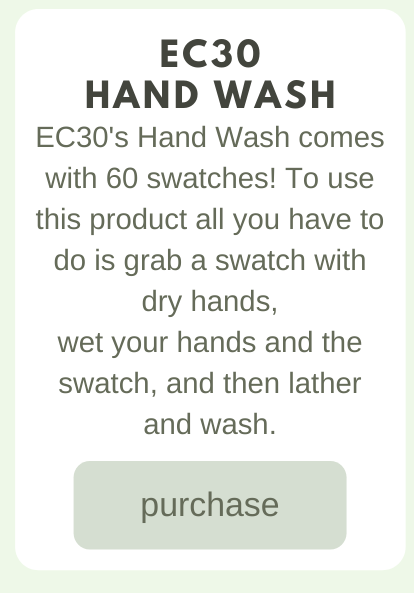 EC30
HAND WASH
EC30's Hand Wash comes
with 60 swatches! To use
this product all you have to
do is grab a swatch with
dry hands,
wet your hands and the
swatch, and then lather
and wash.
purchase